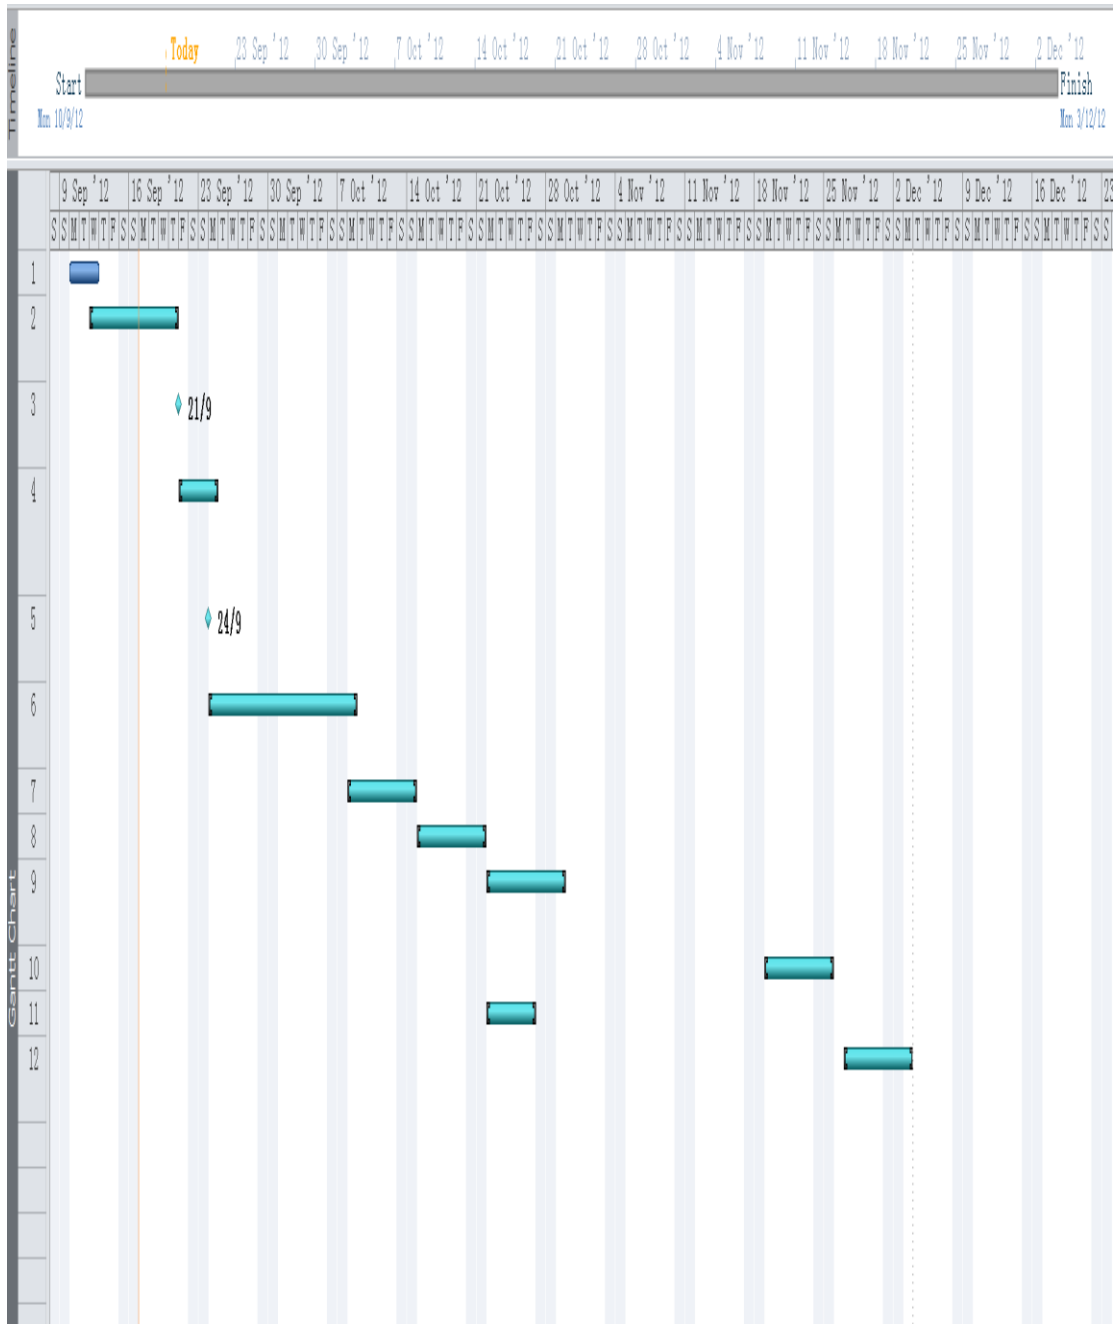 Timeline
Today
23 Sep '12 30 Sep '12 7 Oct '12 14 Oct '12 21 Oct '12 28 Oct '12 4 Nov '12 11 Nov '12 18 Nov '12 25 Nov '12 2 Dec '12
Start Finish
Mon 10/9/12 Mon 3/12/12
9 Sep '12 16 Sep '12 23 Sep '12 30 Sep '12 7 Oct '12 14 Oct '12 21 Oct '12 28 Oct '12 4 Nov '12 11 Nov '12 18 Nov '12 25 Nov '12 2 Dec '12 9 Dec '12 16 Dec '12 23
S S M T W T F S S M T W T F S S M T W T F S S M T W T F S S M T W T F S S M T W T F S S M T W T F S S M T W T F S S M T W T F S S M T W T F S S M T W T F S S M T W T F S S M T W T F S S M T W T F S S M T W T F S S
1
2
3 21/9
4
5 24/9
6
7
8
9
10
11
12
Gantt Chart